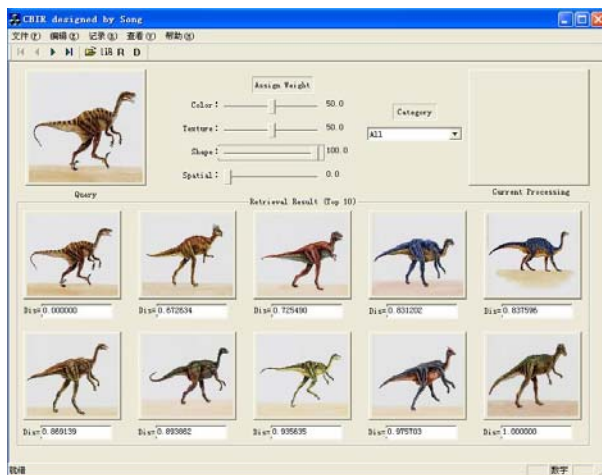 CBIR designed by Song
文件(F) 编辑(E) 记录(R) 查看(V) 帮助(H)
LIB R D
Assign Weight
Color: 50.0
Texture: 50.0
Shape: 100.0
Spatial: 0.0
Category
All
Query
Current Processing
Retrieval Result (Top 10)
Dis=0.000000 Dis=0.672634 Dis=0.725490 Dis=0.831202 Dis=0.837596
Dis=0.869139 Dis=0.893862 Dis=0.935635 Dis=0.975703 Dis=1.000000
就绪 数字